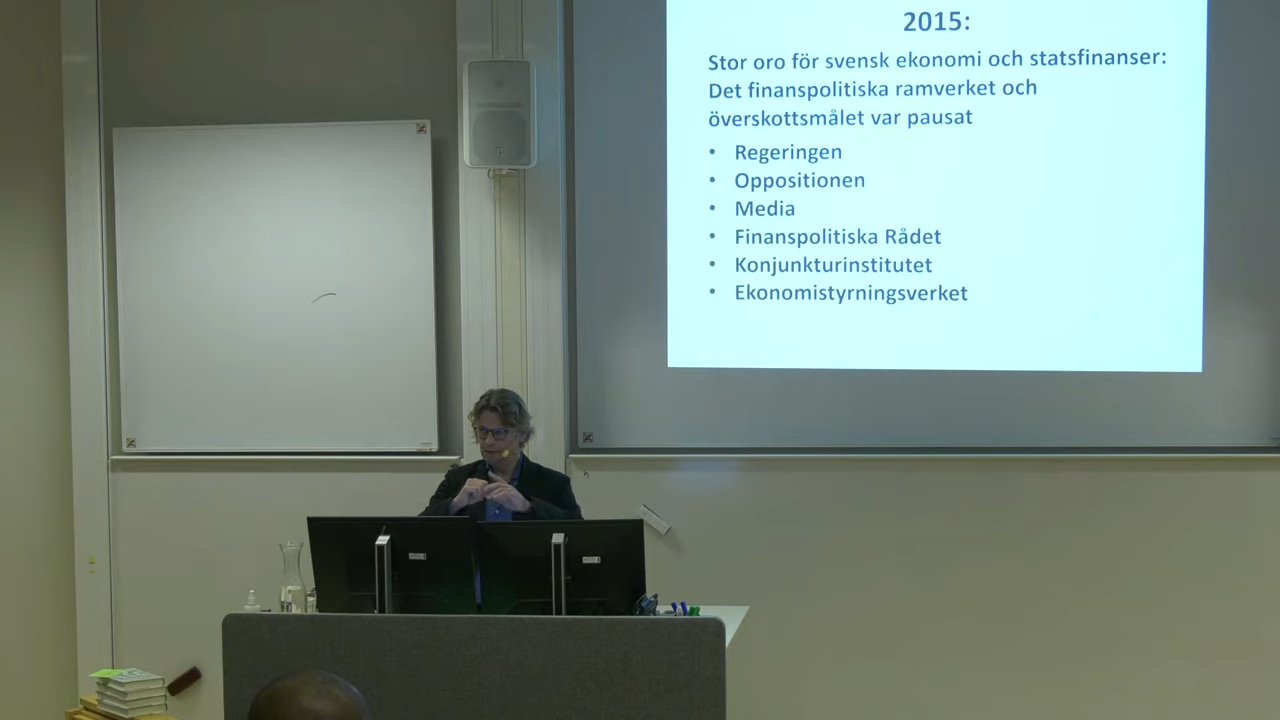 2015:
Stor oro för svensk ekonomi och statsfinanser:
Det finanspolitiska ramverket och
överskottsmålet var pausat
• Regeringen
• Oppositionen
• Media
• Finanspolitiska Rådet
• Konjunkturinstitutet
• Ekonomistyrningsverket